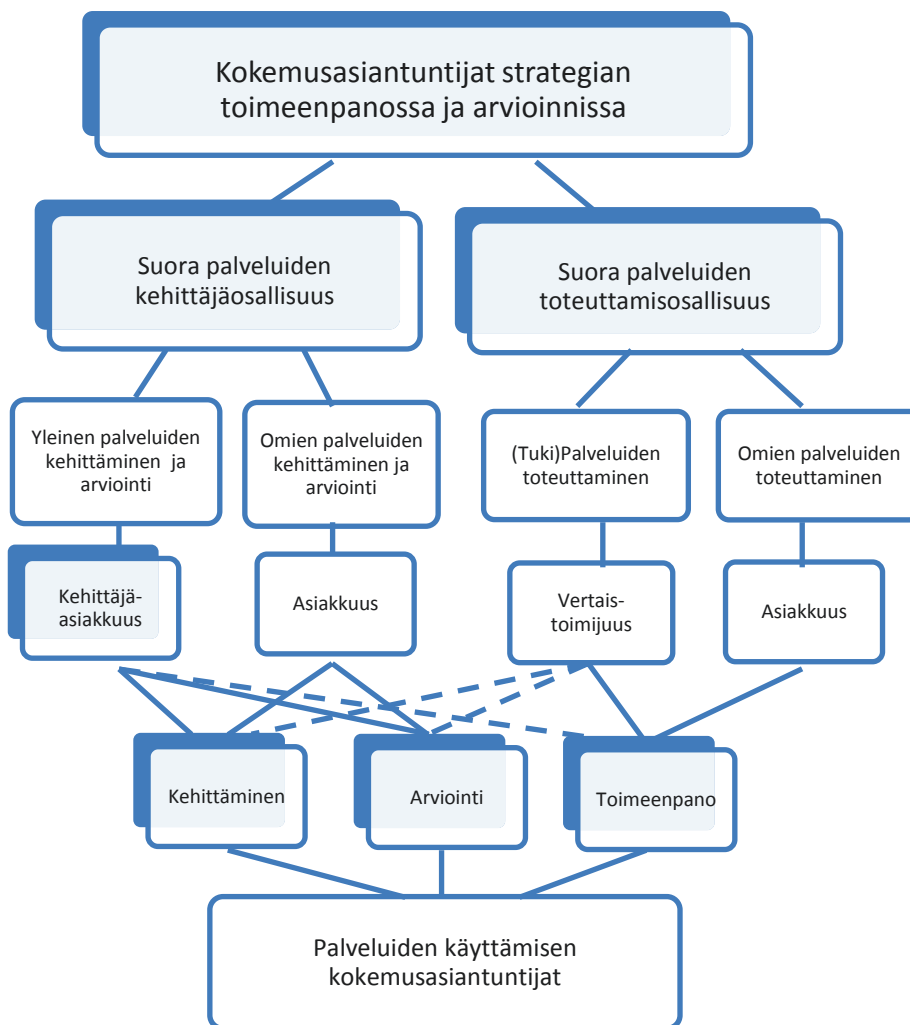 Kokemusasiantuntijat strategian
toimeenpanossa ja arvioinnissa
Suora palveluiden
kehittäjäosallisuus
Suora palveluiden
toteuttamisosallisuus
Yleinen palveluiden
kehittäminen ja
arviointi
Omien palveluiden
kehittäminen ja
arviointi
(Tuki)Palveluiden
toteuttaminen
Omien palveluiden
toteuttaminen
Kehittäjä-
asiakkuus
Asiakkuus
Vertais-
toimijuus
Asiakkuus
Kehittäminen
Arviointi
Toimeenpano
Palveluiden käyttämisen
kokemusasiantuntijat